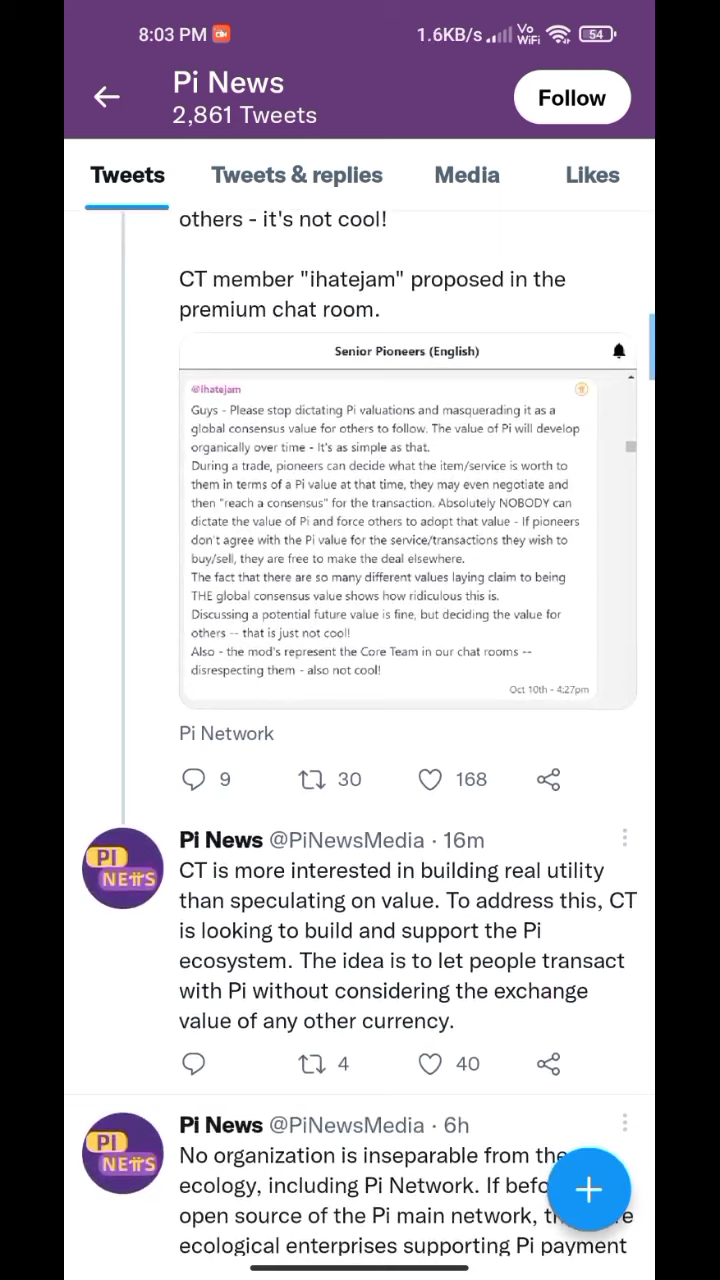 8:03 PM
1.6KB/s Vo WiFi 54
Pi News
2,861 Tweets
Follow
Tweets Tweets & replies Media Likes
others - it's not cool!
CT member "ihatejam" proposed in the
premium chat room.
Senior Pioneers (English)
@ihatejam
Guys - Please stop dictating Pi valuations and masquerading it as a
global consensus value for others to follow. The value of Pi will develop
organically over time - It's as simple as that.
During a trade, pioneers can decide what the item/service is worth to
them in terms of a Pi value at that time, they may even negotiate and
then "reach a consensus" for the transaction. Absolutely NOBODY can
dictate the value of Pi and force others to adopt that value - If pioneers
don't agree with the Pi value for the service/transactions they wish to
buy/sell, they are free to make the deal elsewhere.
The fact that there are so many different values laying claim to being
THE global consensus value shows how ridiculous this is.
Discussing a potential future value is fine, but deciding the value for
others -- that is just not cool!
Also - the mod's represent the Core Team in our chat rooms --
disrespecting them - also not cool!
Oct 10th - 4:27pm
Pi Network
9 30 168
PI
NEWS
Pi News @PiNewsMedia · 16m
CT is more interested in building real utility
than speculating on value. To address this, CT
is looking to build and support the Pi
ecosystem. The idea is to let people transact
with Pi without considering the exchange
value of any other currency.
4 40
PI
NEWS
Pi News @PiNewsMedia · 6h
No organization is inseparable from the
ecology, including Pi Network. If befo
open source of the Pi main network, th e
ecological enterprises supporting Pi payment